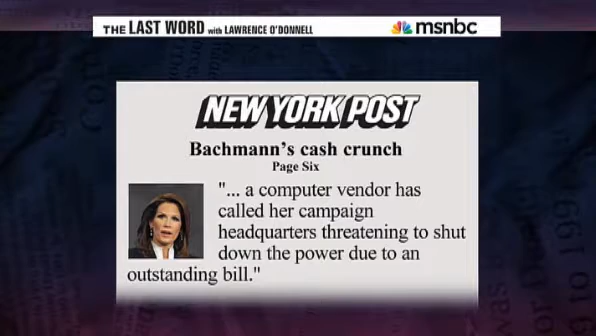 THE LAST WORD with LAWRENCE O'DONNELL msnbc
NEW YORK POST
Bachmann's cash crunch
Page Six
"... a computer vendor has
called her campaign
headquarters threatening to shut
down the power due to an
outstanding bill."